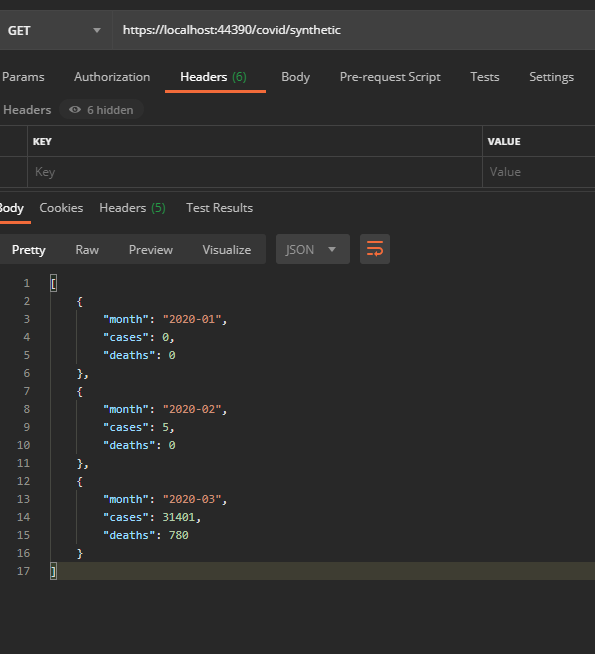 GET https://localhost:44390/covid/synthetic
Params Authorization Headers (6) Body Pre-request Script Tests Settings
Headers 6 hidden
KEY VALUE
Key Value
Body Cookies Headers (5) Test Results
Pretty Raw Preview Visualize JSON
1 [
2 {
3 "month": "2020-01",
4 "cases": 0,
5 "deaths": 0
6 },
7 {
8 "month": "2020-02",
9 "cases": 5,
10 "deaths": 0
11 },
12 {
13 "month": "2020-03",
14 "cases": 31401,
15 "deaths": 780
16 }
17 ]